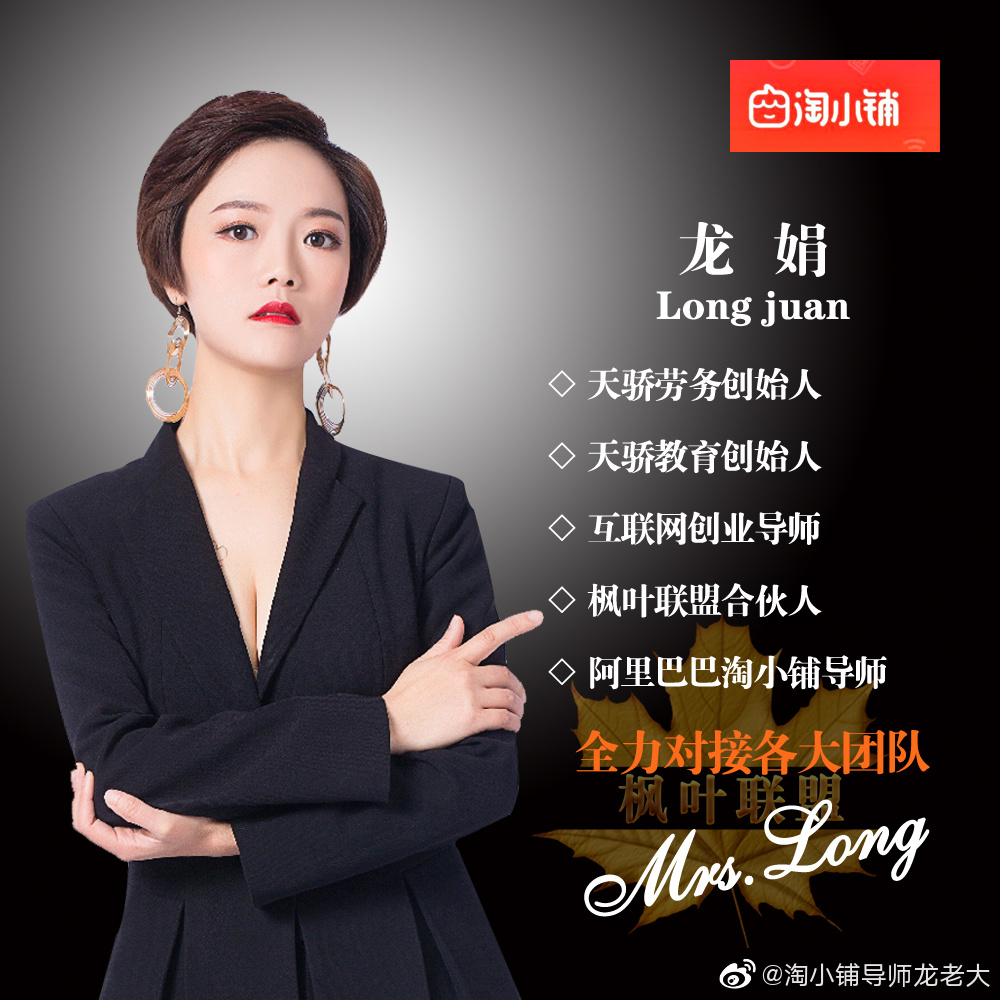 淘小铺
龙娟
Long juan
◇ 天骄劳务创始人
◇ 天骄教育创始人
◇ 互联网创业导师
◇ 枫叶联盟合伙人
◇ 阿里巴巴淘小铺导师
全力对接各大团队
枫叶联盟
Mrs. Long
@淘小铺导师龙老大